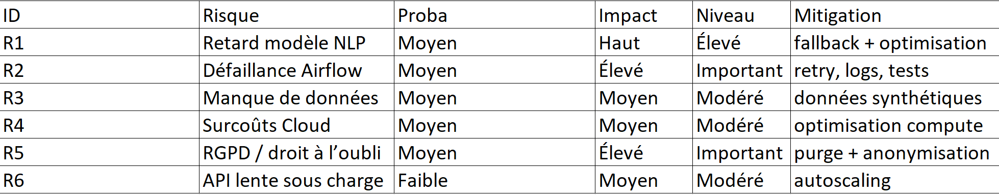 ID Risque Proba Impact Niveau Mitigation
R1 Retard modèle NLP Moyen Haut Élevé fallback + optimisation
R2 Défaillance Airflow Moyen Élevé Important retry, logs, tests
R3 Manque de données Moyen Moyen Modéré données synthétiques
R4 Surcoûts Cloud Moyen Moyen Modéré optimisation compute
R5 RGPD / droit à l’oubli Moyen Élevé Important purge + anonymisation
R6 API lente sous charge Faible Moyen Modéré autoscaling